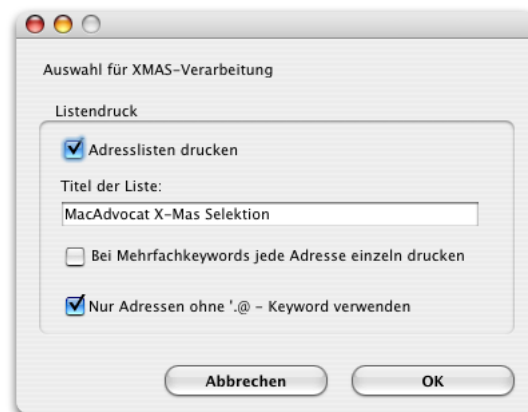 Auswahl für XMAS-Verarbeitung
Listendruck
Adresslisten drucken
Titel der Liste:
MacAdvocat X-Mas Selektion
Bei Mehrfachkeywords jede Adresse einzeln drucken
Nur Adressen ohne '.@ - Keyword verwenden
Abbrechen
OK